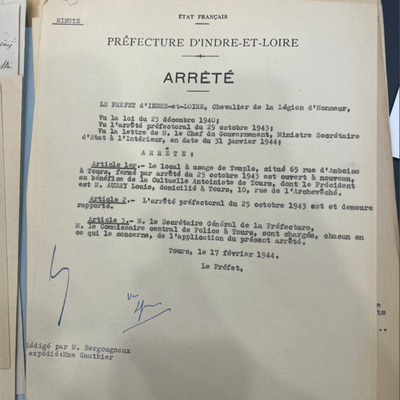 ÉTAT FRANÇAIS
MINUTE
PRÉFECTURE D'INDRE-ET-LOIRE
ARRÊTÉ
LE PREFET D'INDRE-et-LOIRE, Chevalier de la Légion d'Honneur,
Vu la loi du 23 décembre 1940;
Vu l'arrêté préfectoral du 25 octobre 1943;
Vu la lettre de M. le Chef du Gouvernement, Ministre Secrétaire
d'Etat à l'Intérieur, en date du 31 janvier 1944;
ARRÊTE:
Article 1er.- Le local à usage de Temple, situé 65 rue d'Amboise
à Tours, fermé par arrêté du 25 octobre 1943 est ouvert à nouveau,
au bénéfice de la Cultuelle Antoiniste de Tours, dont le Président
est M. AUBRY Louis, domicilié à Tours, 10, rue de l'Archevêché.
Article 2.- L'arrêté préfectoral du 25 octobre 1943 est et demeure
rapporté.
Article 3.- M. le Secrétaire Général de la Préfecture,
M. le Commissaire central de Police à Tours, sont chargés, chacun en
ce qui le concerne, de l'application du présent arrêté.
Tours, le 17 février 1944.
Le Préfet,
Rédigé par M. Bergougnoux
expédié: Mme Gauthier